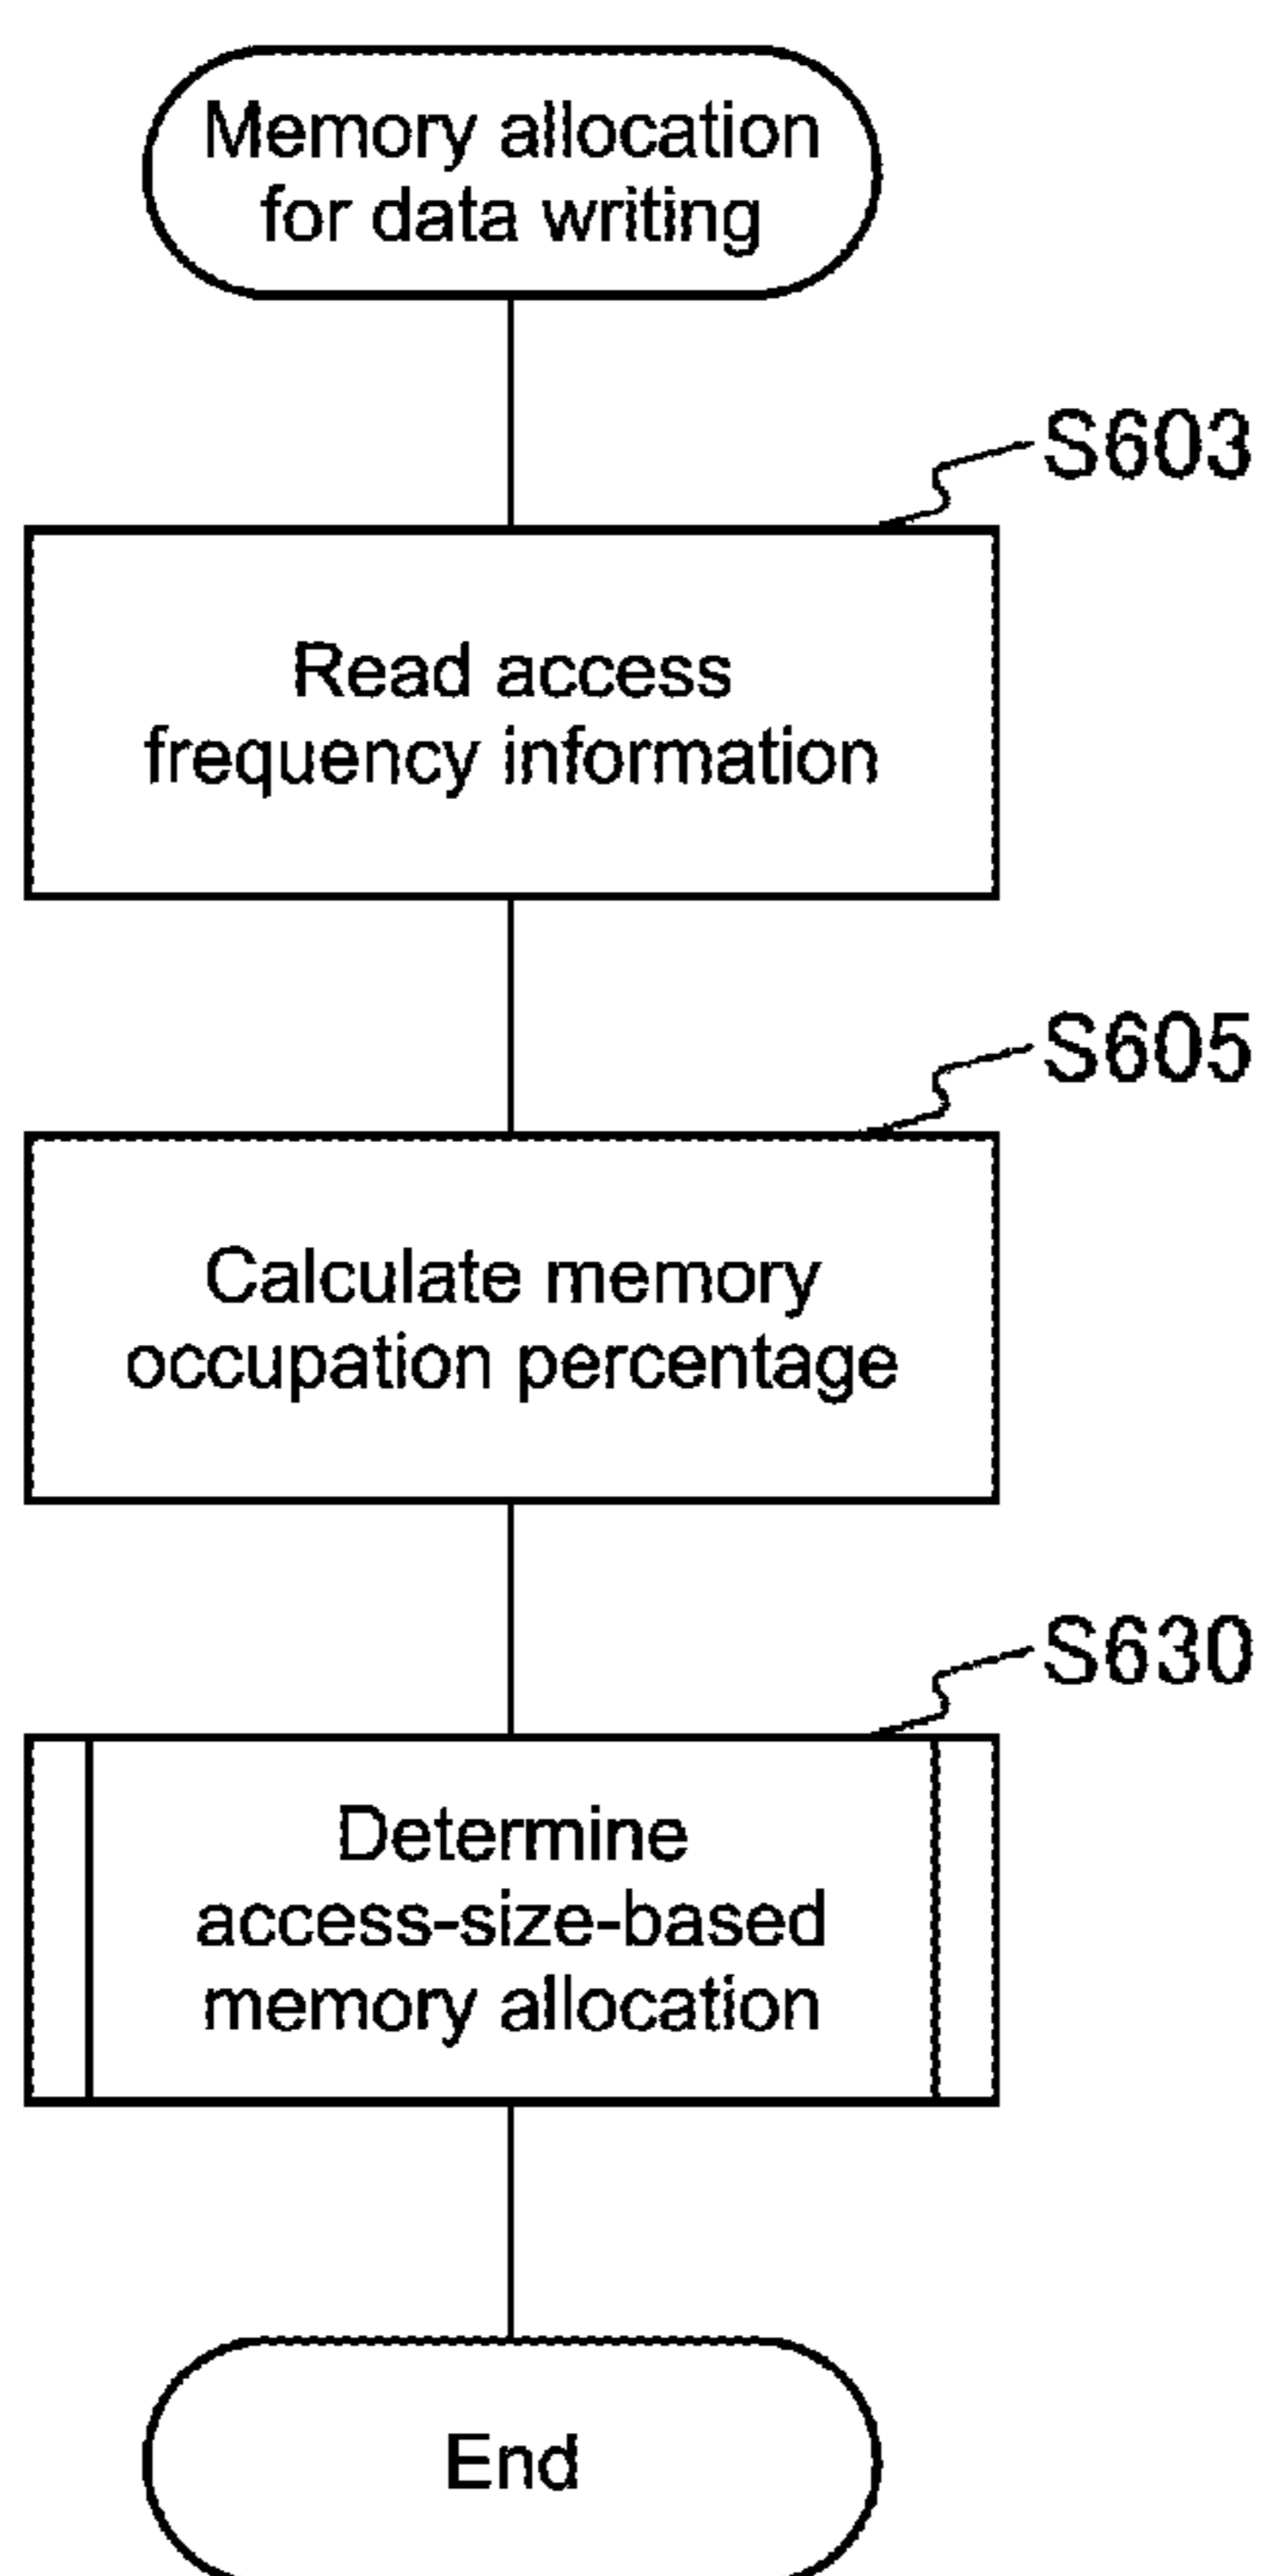 Memory allocation
for data writing
S603
Read access
frequency information
S605
Calculate memory
occupation percentage
S630
Determine
access-size-based
memory allocation
End